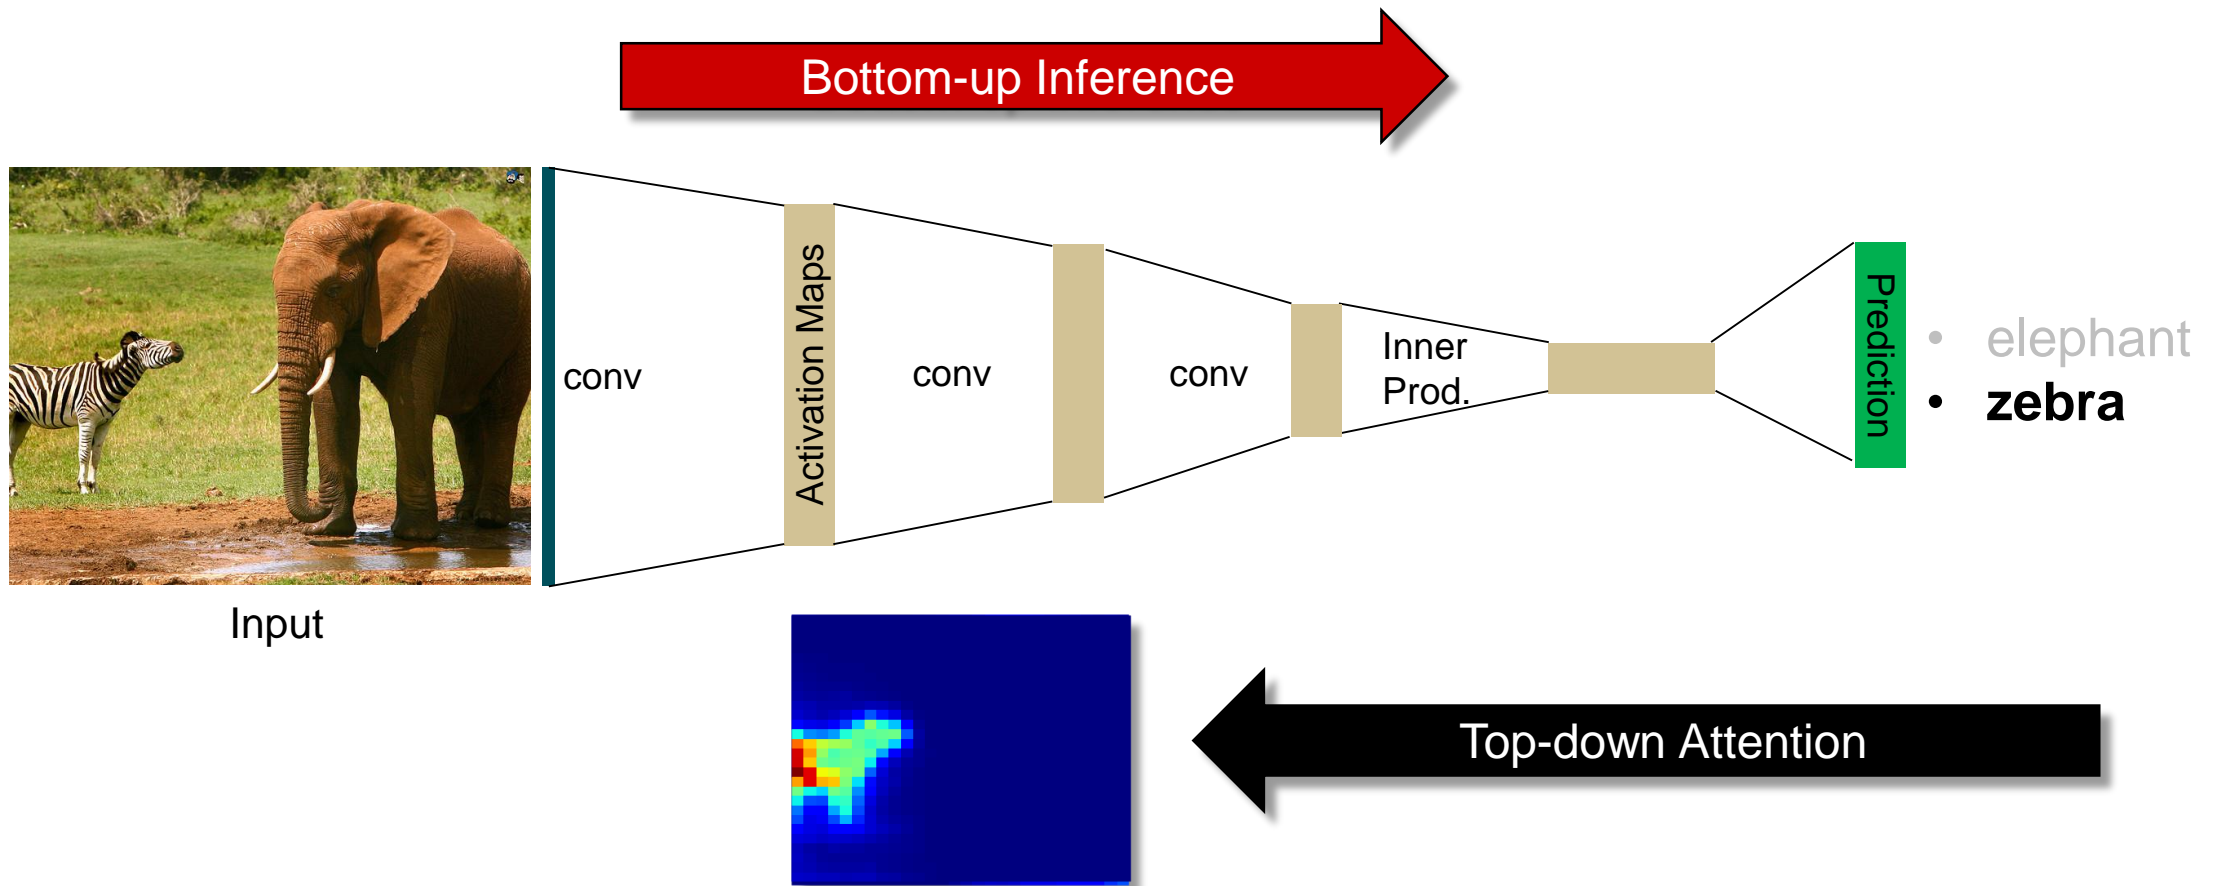 Bottom-up Inference
conv
Activation Maps
conv
conv
Inner
Prod.
Prediction
• elephant
• zebra
Input
Top-down Attention